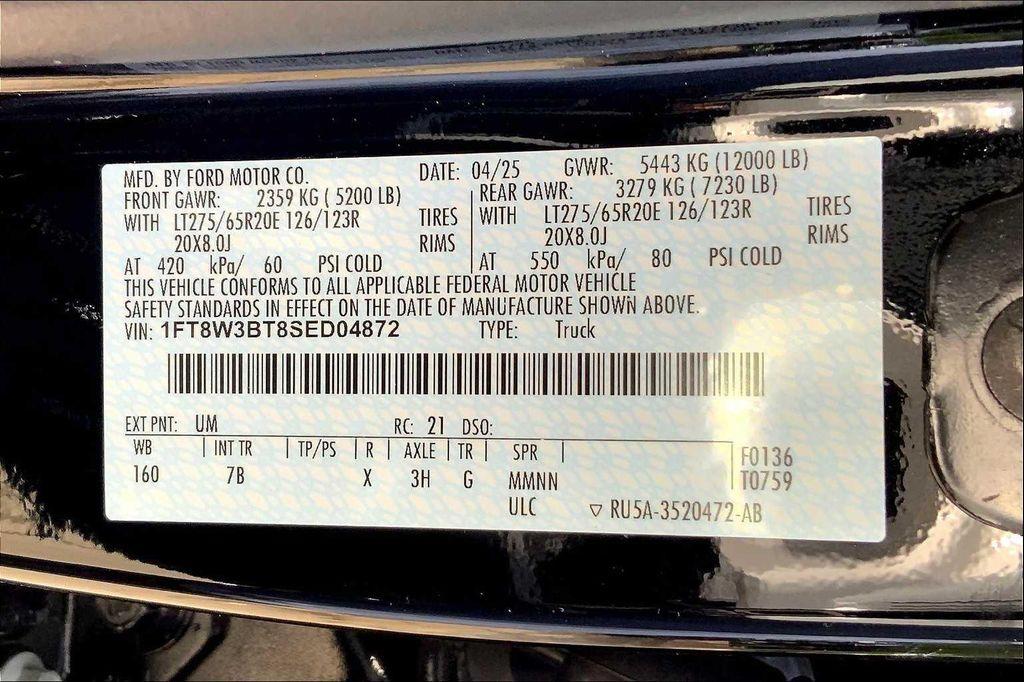 MFD. BY FORD MOTOR CO. DATE: 04/25 GVWR: 5443 KG (12000 LB)
FRONT GAWR: 2359 KG (5200 LB) REAR GAWR: 3279 KG (7230 LB)
WITH LT275/65R20E 126/123R TIRES WITH LT275/65R20E 126/123R TIRES
20X8.0J RIMS 20X8.0J RIMS
AT 420 kPa/ 60 PSI COLD AT 550 kPa/ 80 PSI COLD
THIS VEHICLE CONFORMS TO ALL APPLICABLE FEDERAL MOTOR VEHICLE
SAFETY STANDARDS IN EFFECT ON THE DATE OF MANUFACTURE SHOWN ABOVE.
VIN: 1FT8W3BT8SED04872 TYPE: Truck
EXT PNT: UM RC: 21 DSO:
WB INT TR TP/PS R AXLE TR SPR F0136
160 7B X 3H G MMNN T0759
ULC ▽ RU5A-3520472-AB